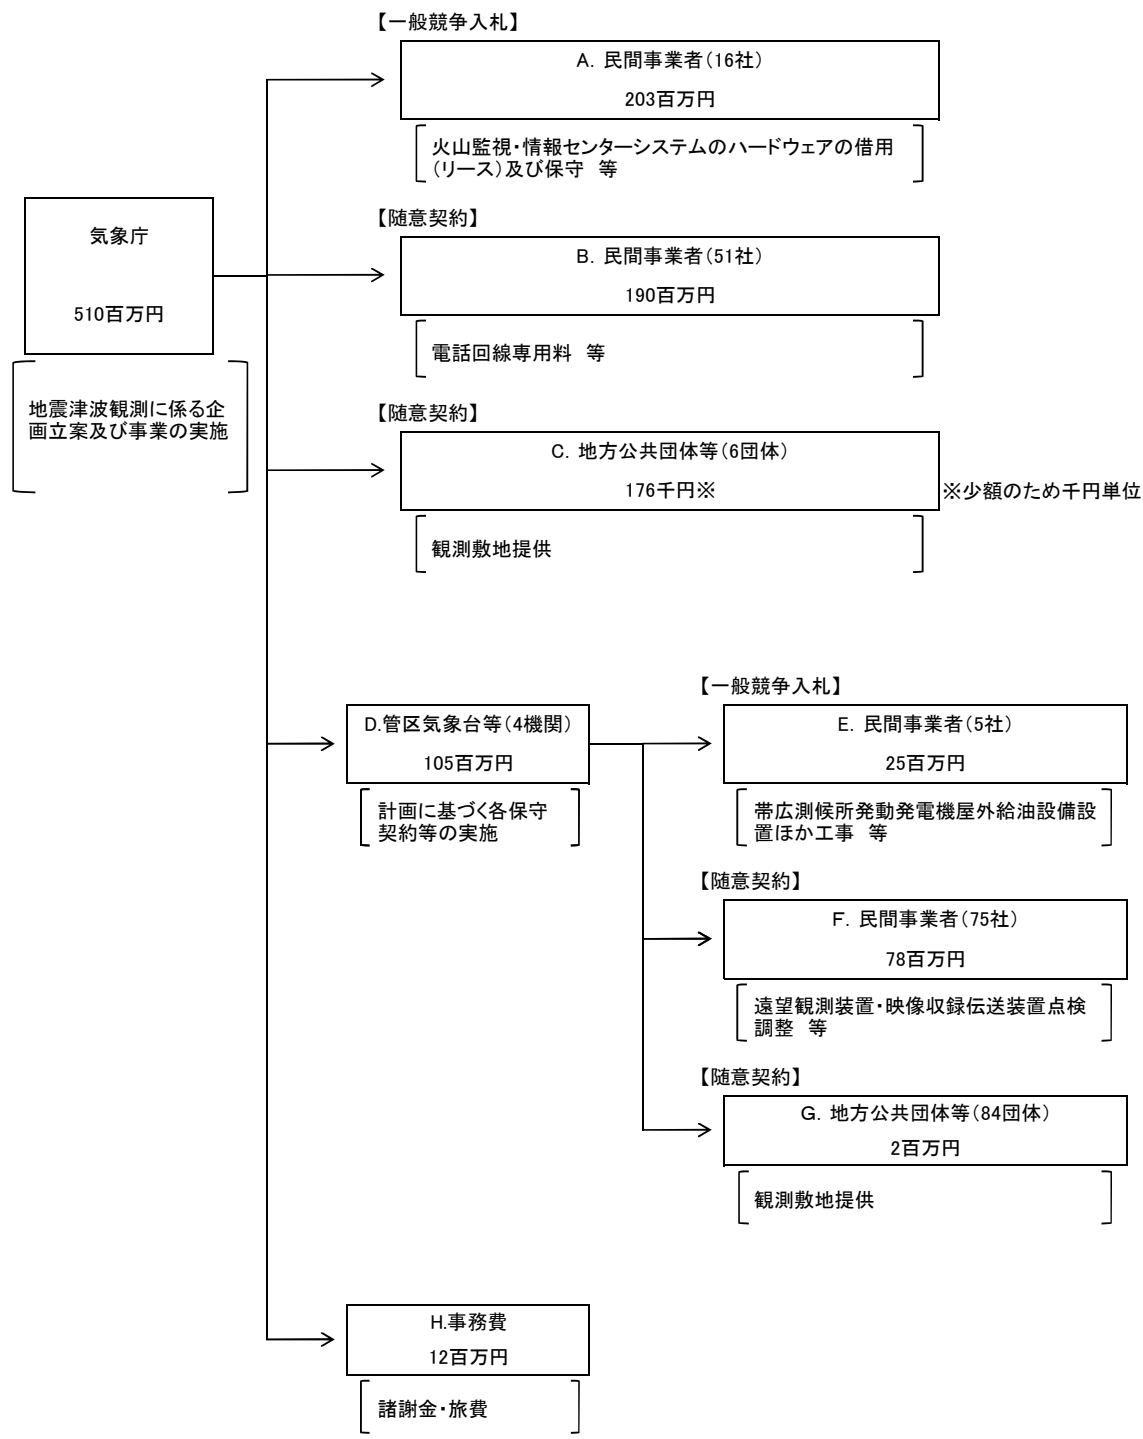 【一般競争入札】
A. 民間事業者（16社）
203百万円
火山監視・情報センターシステムのハードウェアの借用
（リース）及び保守　等
気象庁
510百万円
地震津波観測に係る企
画立案及び事業の実施
【随意契約】
B. 民間事業者（51社）
190百万円
電話回線専用料　等
【随意契約】
C. 地方公共団体等（6団体）
176千円※
※少額のため千円単位
観測敷地提供
D.管区気象台等（4機関）
105百万円
計画に基づく各保守
契約等の実施
【一般競争入札】
E. 民間事業者（5社）
25百万円
帯広測候所発動発電機屋外給油設備設
置ほか工事　等
【随意契約】
F. 民間事業者（75社）
78百万円
遠望観測装置・映像収録伝送装置点検
調整　等
【随意契約】
G. 地方公共団体等（84団体）
2百万円
観測敷地提供
H.事務費
12百万円
諸謝金・旅費